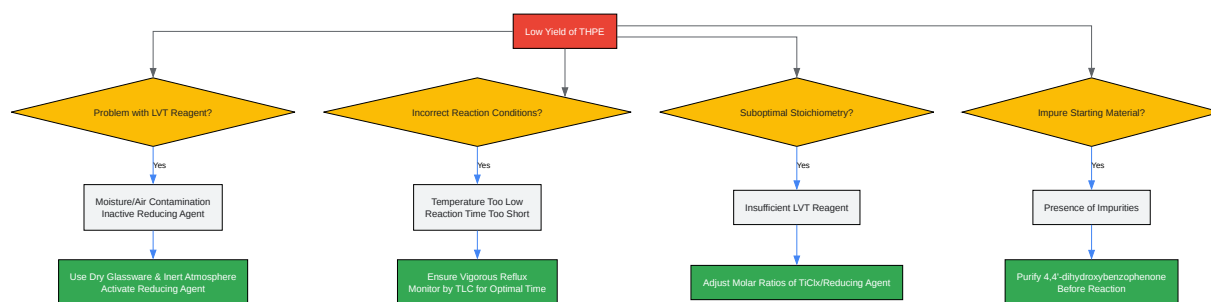 Low Yield of THPE
Problem with LVT Reagent?
Incorrect Reaction Conditions?
Suboptimal Stoichiometry?
Impure Starting Material?
Yes
Yes
Yes
Yes
Moisture/Air Contamination
Inactive Reducing Agent
Temperature Too Low
Reaction Time Too Short
Insufficient LVT Reagent
Presence of Impurities
Use Dry Glassware & Inert Atmosphere
Activate Reducing Agent
Ensure Vigorous Reflux
Monitor by TLC for Optimal Time
Adjust Molar Ratios of TiClx/Reducing Agent
Purify 4,4'-dihydroxybenzophenone
Before Reaction